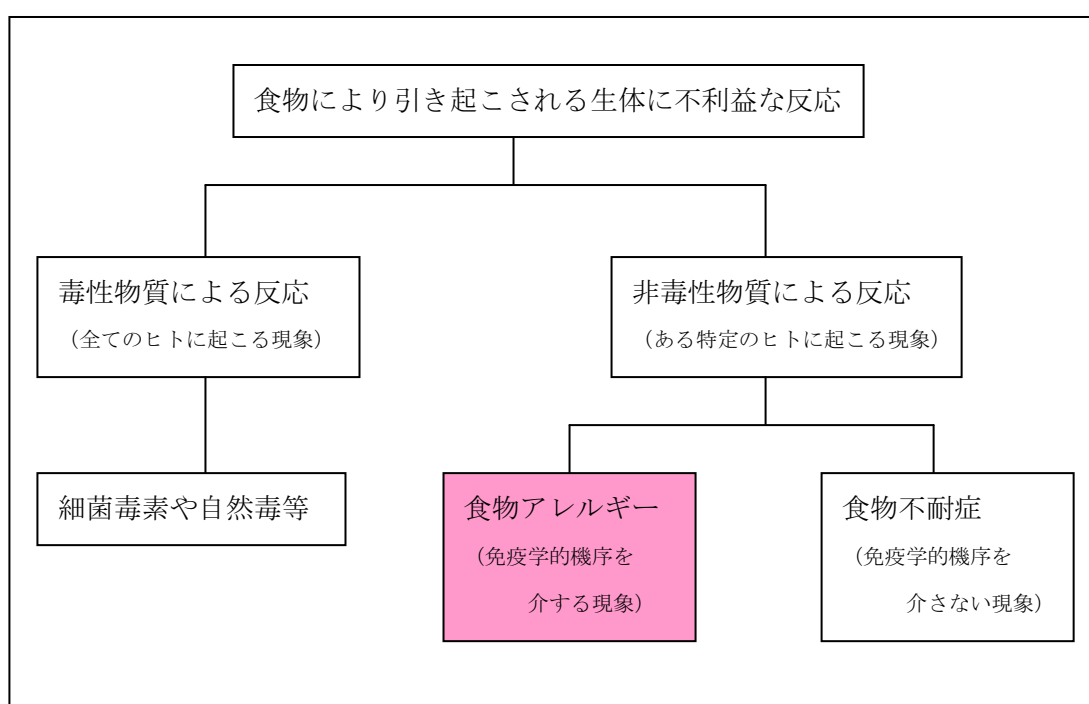 食物により引き起こされる生体に不利益な反応
毒性物質による反応
（全てのヒトに起こる現象）
非毒性物質による反応
（ある特定のヒトに起こる現象）
細菌毒素や自然毒等
食物アレルギー
（免疫学的機序を
介する現象）
食物不耐症
（免疫学的機序を
介さない現象）